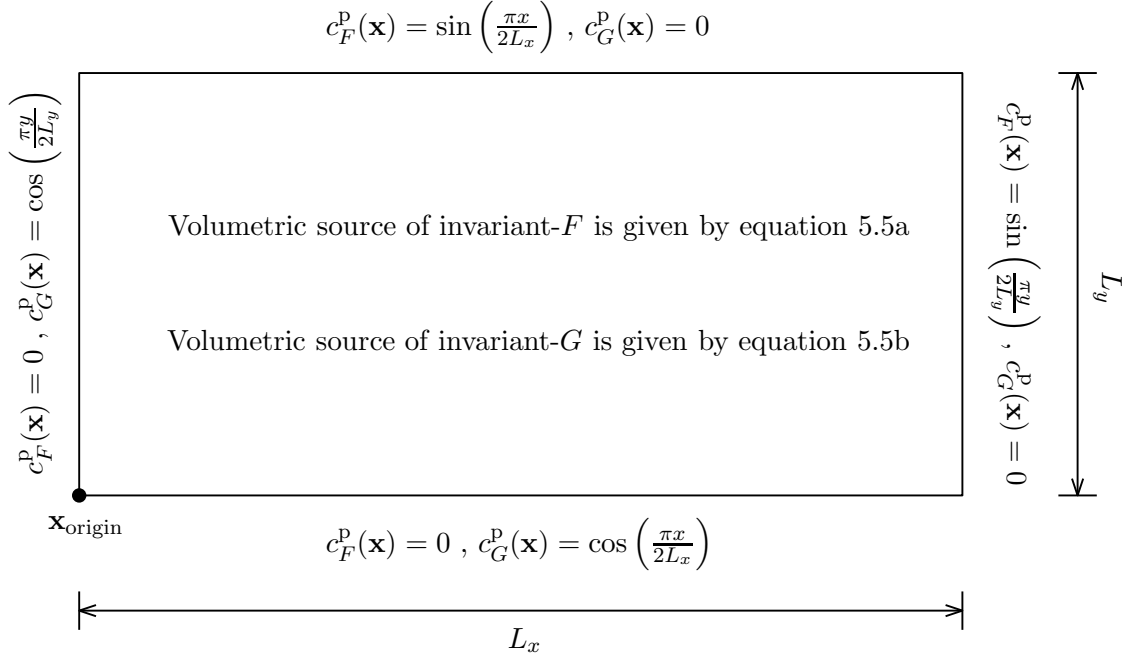 c_F^p(x) = sin(πx/2L_x) , c_G^p(x) = 0
c_F^p(x) = 0 , c_G^p(x) = cos(πy/2L_y)
Volumetric source of invariant-F is given by equation 5.5a
Volumetric source of invariant-G is given by equation 5.5b
c_F^p(x) = sin(πy/2L_y) , c_G^p(x) = 0
L_y
x_origin
c_F^p(x) = 0 , c_G^p(x) = cos(πx/2L_x)
L_x